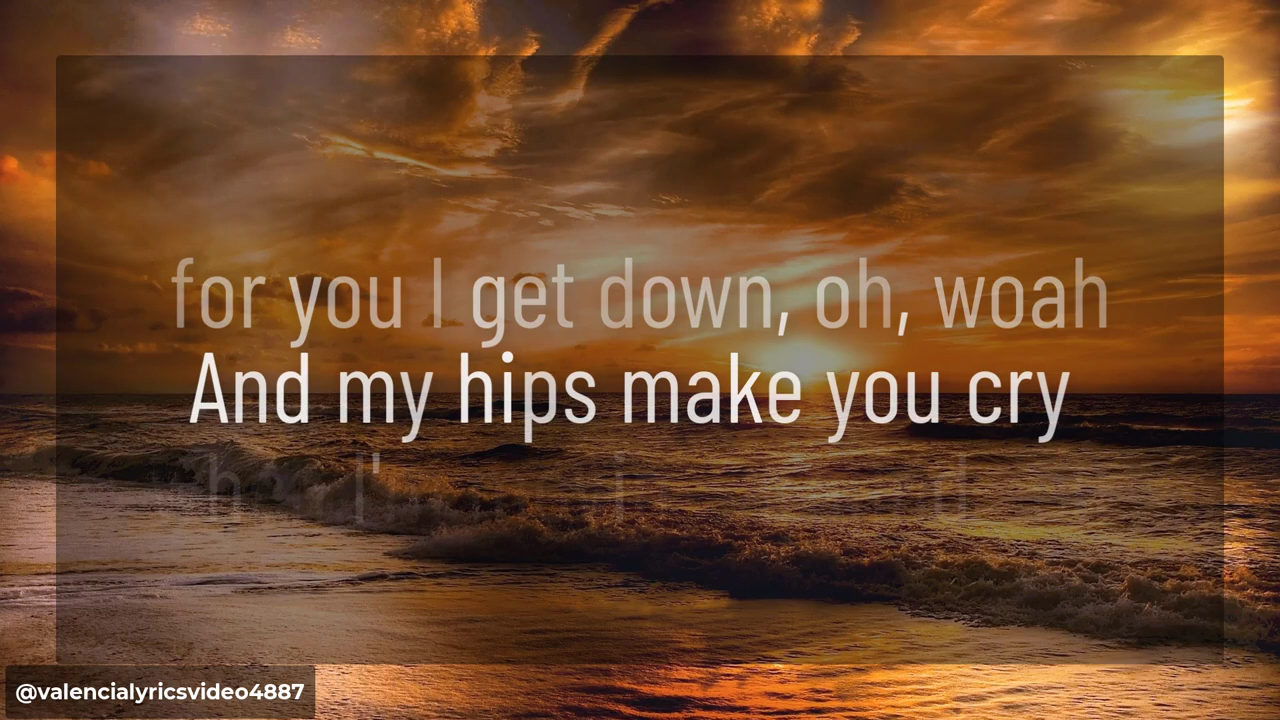 for you I get down, oh, woah
And my hips make you cry
@valencialyricsvideo4887